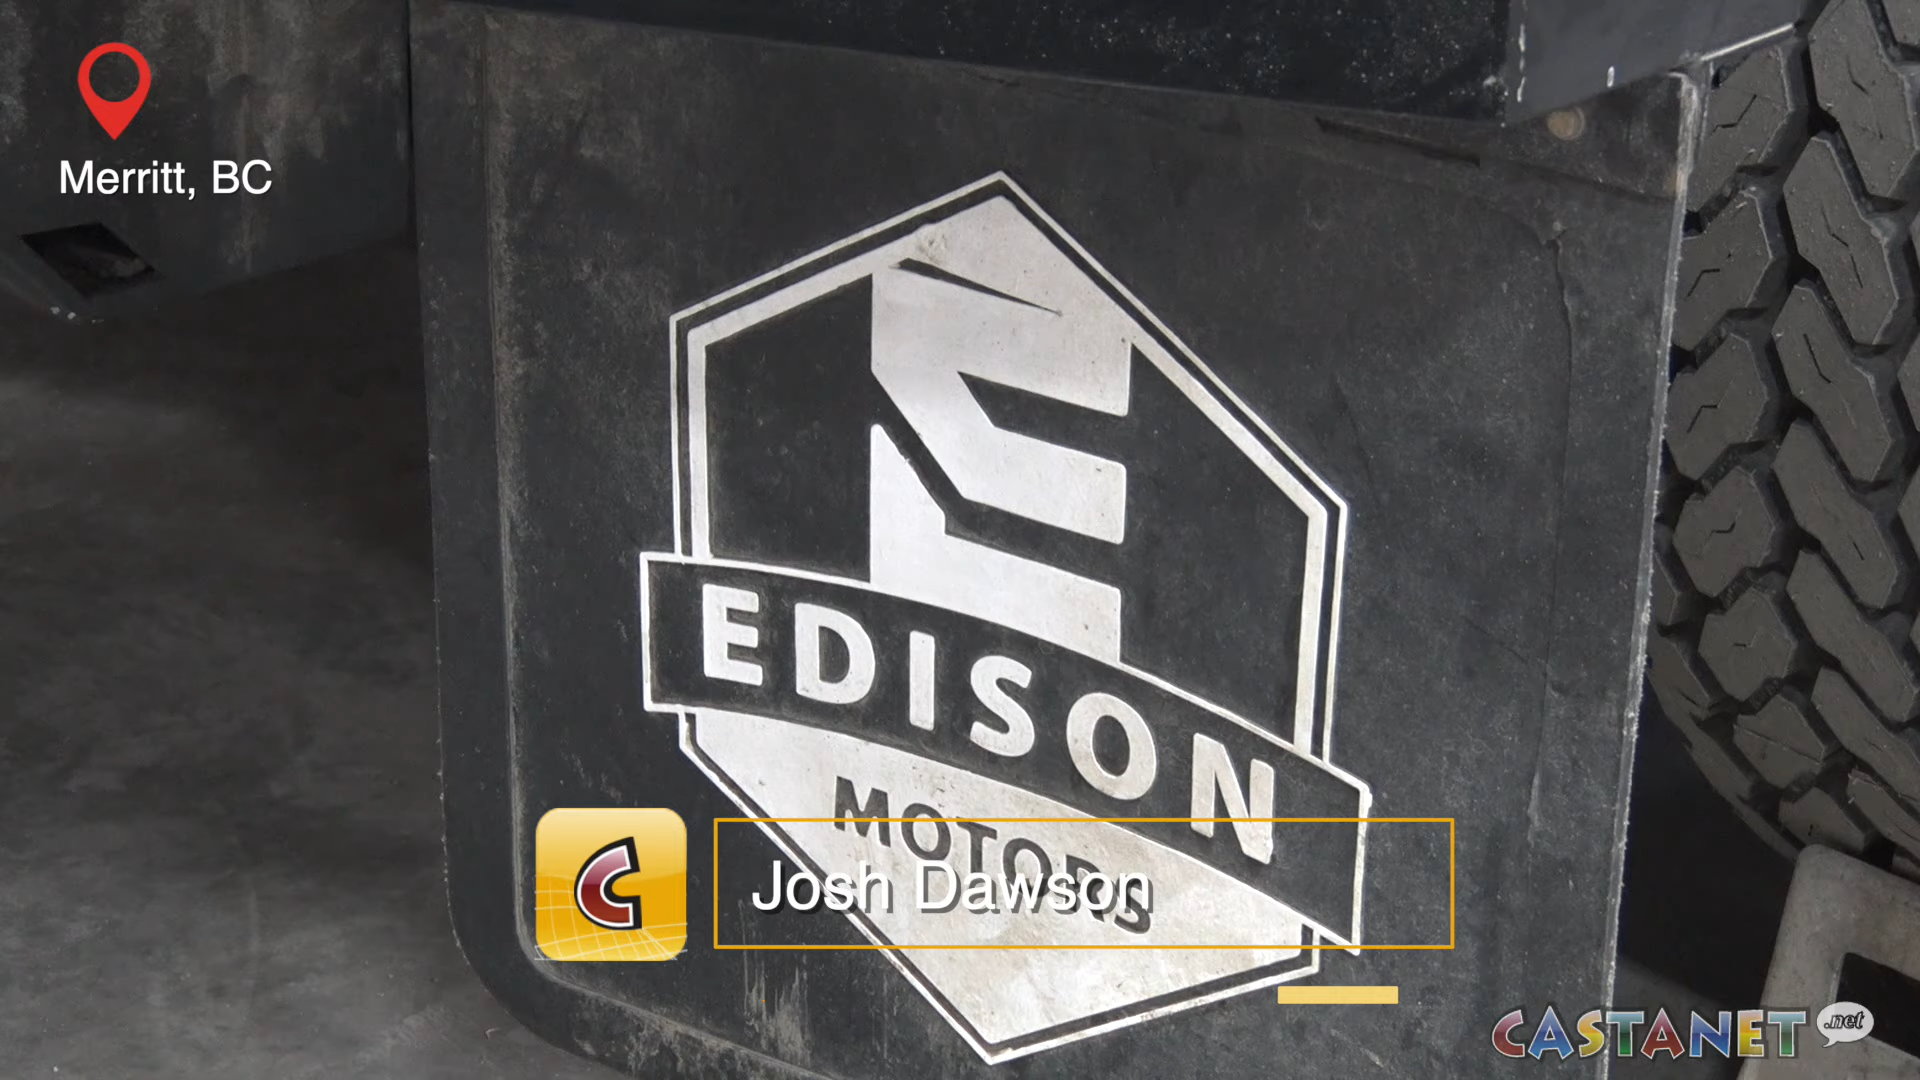 Merritt, BC
EDISON
MOTORS
Josh Dawson
CASTANET
.net